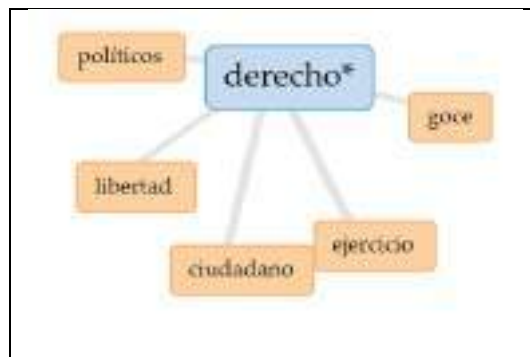 políticos
derecho*
goce
libertad
ejercicio
ciudadano